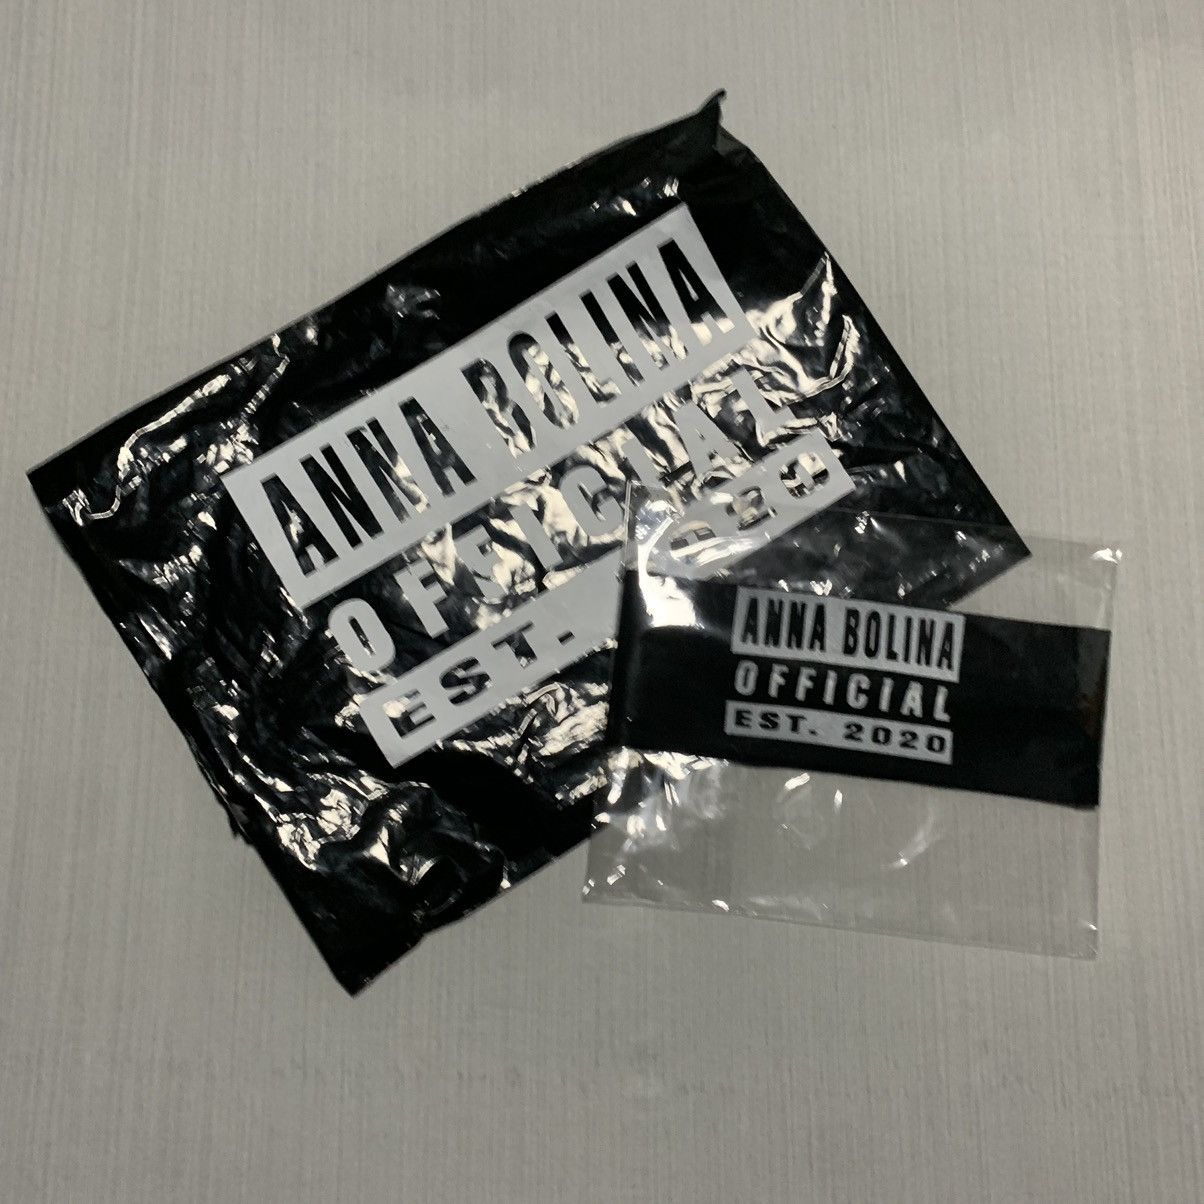 ANNA BOLINA
OFFICIAL
EST.
ANNA BOLINA
OFFICIAL
EST. 2020